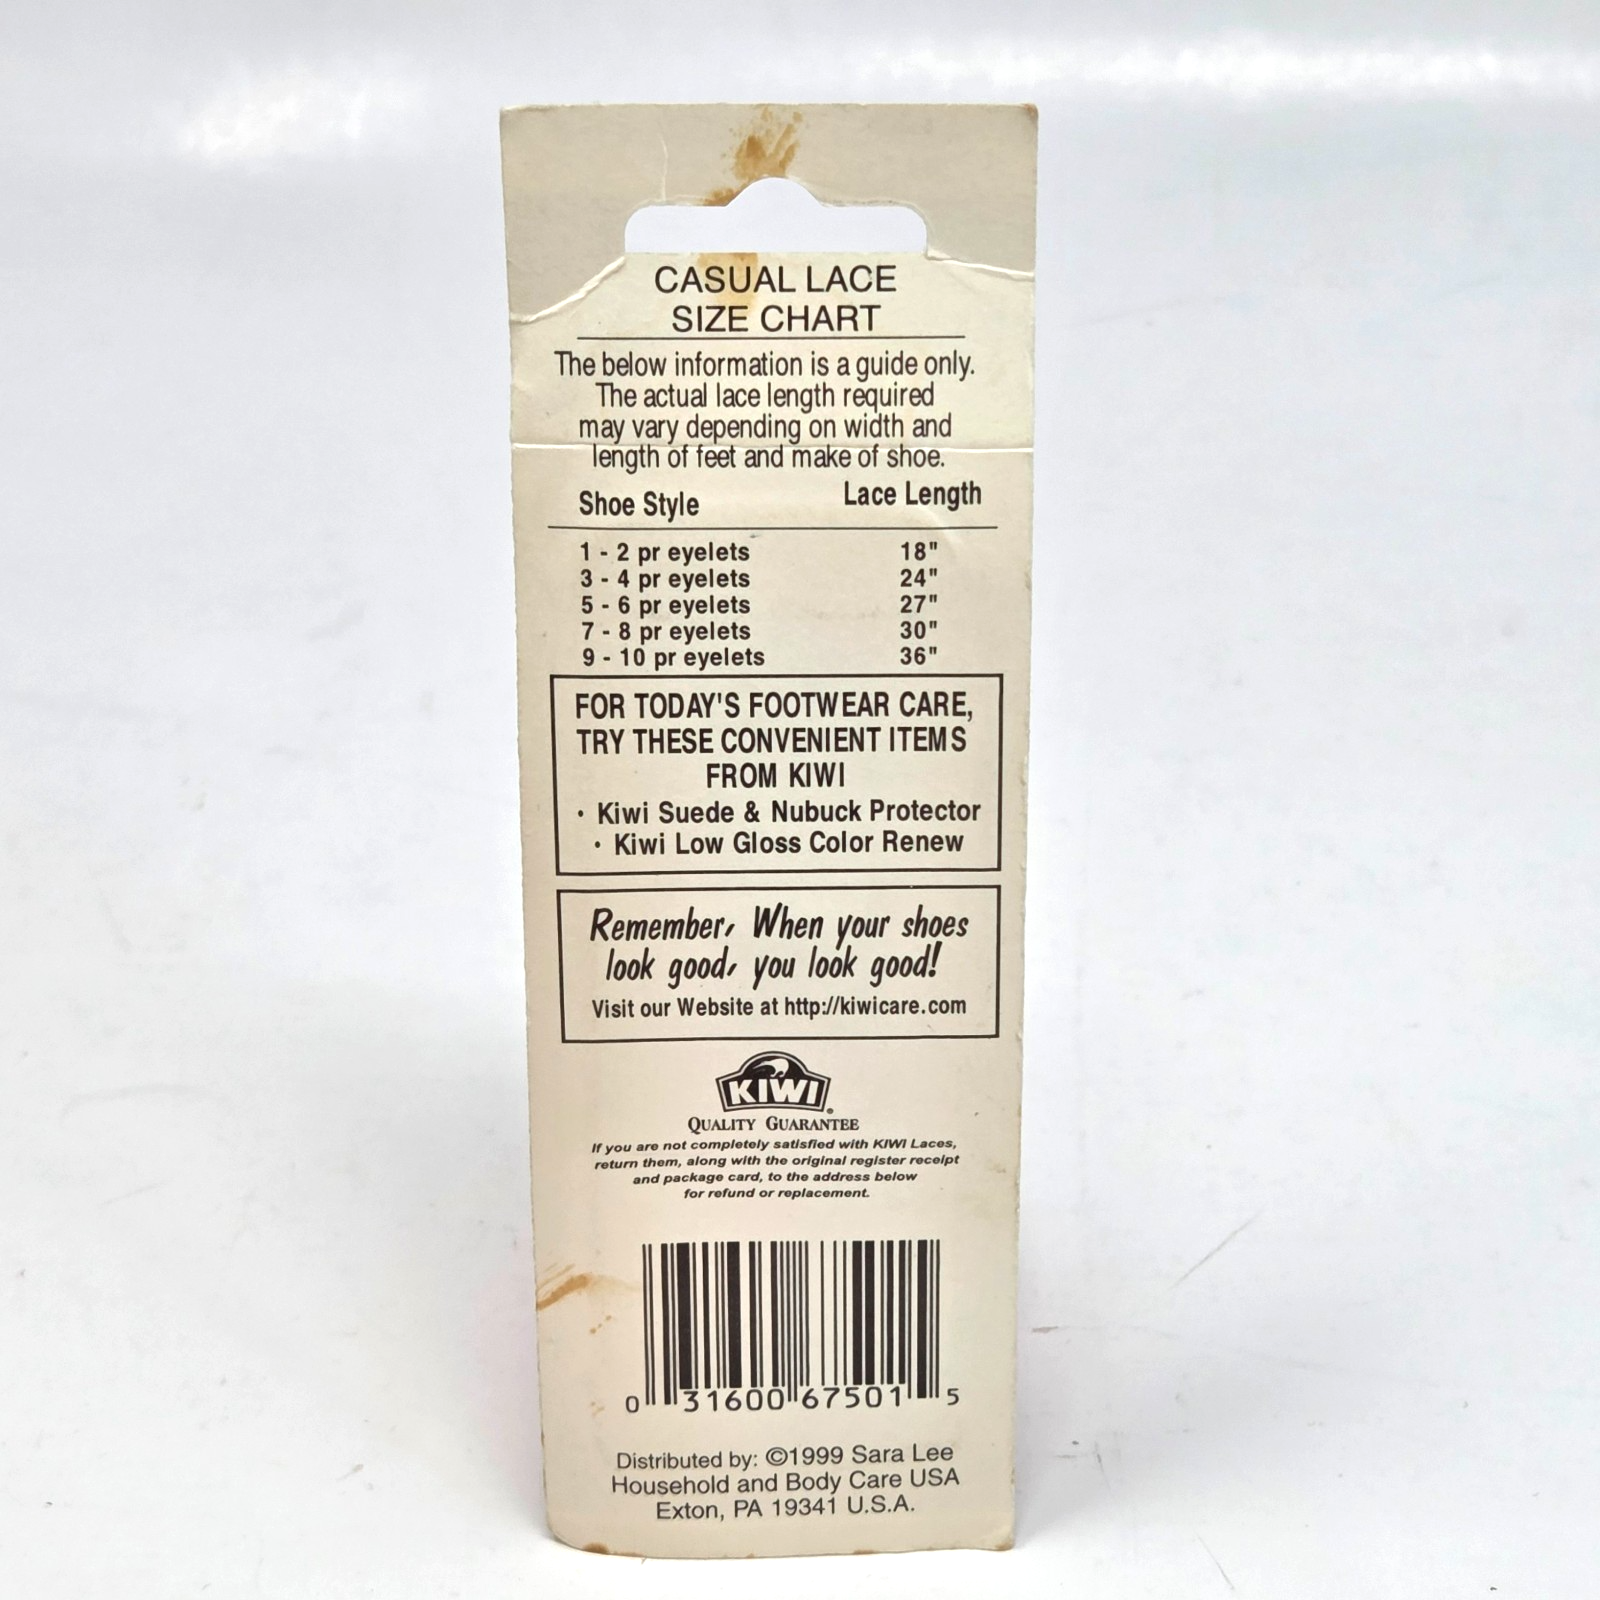 CASUAL LACE
SIZE CHART
The below information is a guide only.
The actual lace length required
may vary depending on width and
length of feet and make of shoe.
Shoe Style Lace Length
1 - 2 pr eyelets 18"
3 - 4 pr eyelets 24"
5 - 6 pr eyelets 27"
7 - 8 pr eyelets 30"
9 - 10 pr eyelets 36"
FOR TODAY'S FOOTWEAR CARE,
TRY THESE CONVENIENT ITEMS
FROM KIWI
• Kiwi Suede & Nubuck Protector
• Kiwi Low Gloss Color Renew
Remember, When your shoes
look good, you look good!
Visit our Website at http://kiwicare.com
KIWI®
QUALITY GUARANTEE
If you are not completely satisfied with KIWI Laces,
return them, along with the original register receipt
and package card, to the address below
for refund or replacement.
0 31600 67501 5
Distributed by: ©1999 Sara Lee
Household and Body Care USA
Exton, PA 19341 U.S.A.